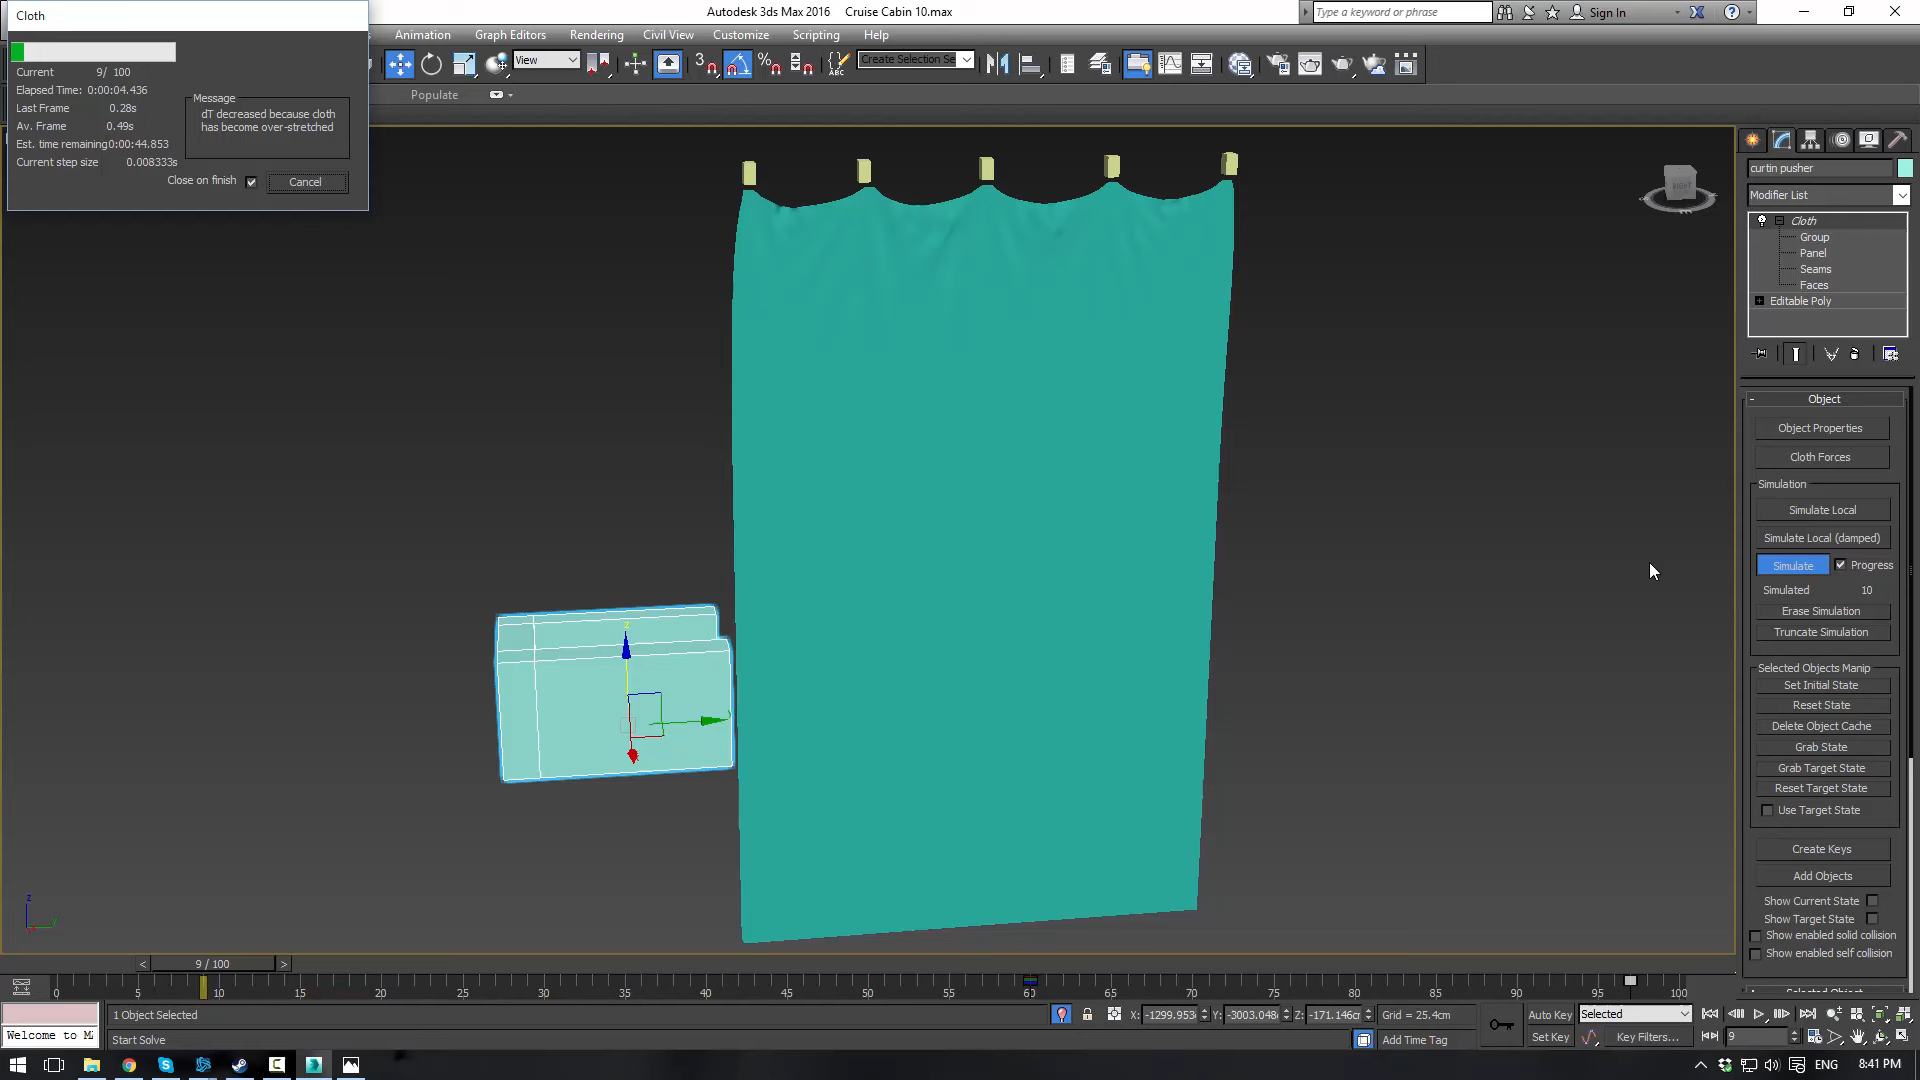 Cloth
Autodesk 3ds Max 2016    Cruise Cabin 10.max
Type a keyword or phrase
Sign In
Animation
Graph Editors
Rendering
Civil View
Customize
Scripting
Help
Current 9/ 100
Elapsed Time: 0:00:04.436
Last Frame 0.28s
Av. Frame 0.49s
Est. time remaining0:00:44.853
Current step size 0.008333s
Message
dT decreased because cloth
has become over-stretched
Close on finish
Cancel
View
3
ABC
Create Selection Se
Populate
RIGHT
z
curtin pusher
Modifier List
Cloth
Group
Panel
Seams
Faces
Editable Poly
Object
Object Properties
Cloth Forces
Simulation
Simulate Local
Simulate Local (damped)
Simulate
Progress
Simulated 10
Erase Simulation
Truncate Simulation
Selected Objects Manip
Set Initial State
Reset State
Delete Object Cache
Grab State
Grab Target State
Reset Target State
Use Target State
Create Keys
Add Objects
Show Current State
Show Target State
Show enabled solid collision
Show enabled self collision
z
9 / 100
0 5 10 15 20 25 30 35 40 45 50 55 60 65 70 75 80 85 90 95 100
1 Object Selected
X: -1299.953 Y: -3003.048 Z: -171.146cm
Grid = 25.4cm
Auto Key
Selected
Welcome to M
Start Solve
Add Time Tag
Set Key
Key Filters...
9
ENG
8:41 PM